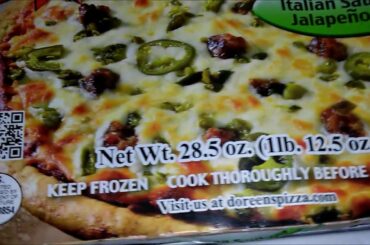 Italian Sau
Jalapeño
Net Wt. 28.5 oz. (1lb. 12.5 oz
KEEP FROZEN COOK THOROUGHLY BEFORE
Visit us at doreenspizza.com